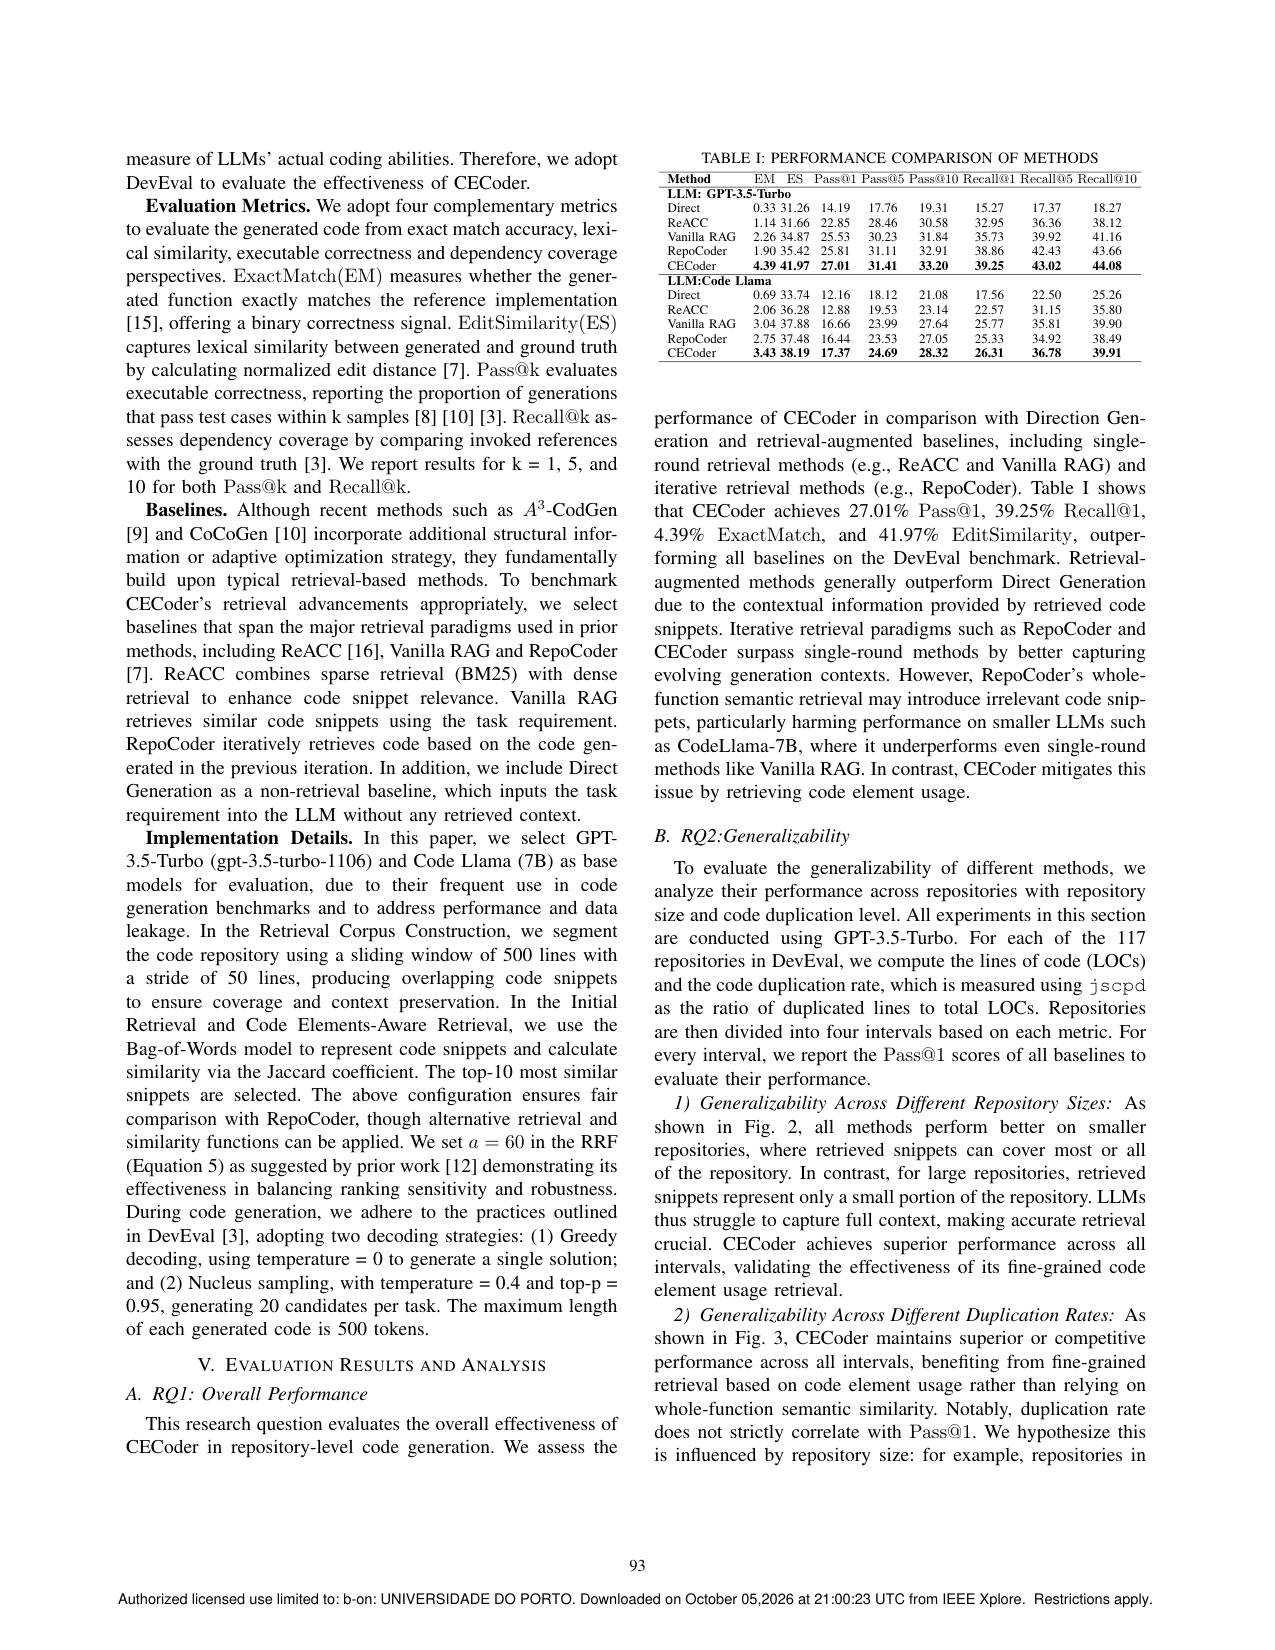 measure of LLMs' actual coding abilities. Therefore, we adopt
DevEval to evaluate the effectiveness of CECoder.
Evaluation Metrics. We adopt four complementary metrics
to evaluate the generated code from exact match accuracy, lexi-
cal similarity, executable correctness and dependency coverage
perspectives. ExactMatch(EM) measures whether the gener-
ated function exactly matches the reference implementation
[15], offering a binary correctness signal. EditSimilarity(ES)
captures lexical similarity between generated and ground truth
by calculating normalized edit distance [7]. Pass@k evaluates
executable correctness, reporting the proportion of generations
that pass test cases within k samples [8] [10] [3]. Recall@k as-
sesses dependency coverage by comparing invoked references
with the ground truth [3]. We report results for k = 1, 5, and
10 for both Pass@k and Recall@k.
Baselines. Although recent methods such as A³-CodGen
[9] and CoCoGen [10] incorporate additional structural infor-
mation or adaptive optimization strategy, they fundamentally
build upon typical retrieval-based methods. To benchmark
CECoder's retrieval advancements appropriately, we select
baselines that span the major retrieval paradigms used in prior
methods, including ReACC [16], Vanilla RAG and RepoCoder
[7]. ReACC combines sparse retrieval (BM25) with dense
retrieval to enhance code snippet relevance. Vanilla RAG
retrieves similar code snippets using the task requirement.
RepoCoder iteratively retrieves code based on the code gen-
erated in the previous iteration. In addition, we include Direct
Generation as a non-retrieval baseline, which inputs the task
requirement into the LLM without any retrieved context.
Implementation Details. In this paper, we select GPT-
3.5-Turbo (gpt-3.5-turbo-1106) and Code Llama (7B) as base
models for evaluation, due to their frequent use in code
generation benchmarks and to address performance and data
leakage. In the Retrieval Corpus Construction, we segment
the code repository using a sliding window of 500 lines with
a stride of 50 lines, producing overlapping code snippets
to ensure coverage and context preservation. In the Initial
Retrieval and Code Elements-Aware Retrieval, we use the
Bag-of-Words model to represent code snippets and calculate
similarity via the Jaccard coefficient. The top-10 most similar
snippets are selected. The above configuration ensures fair
comparison with RepoCoder, though alternative retrieval and
similarity functions can be applied. We set a = 60 in the RRF
(Equation 5) as suggested by prior work [12] demonstrating its
effectiveness in balancing ranking sensitivity and robustness.
During code generation, we adhere to the practices outlined
in DevEval [3], adopting two decoding strategies: (1) Greedy
decoding, using temperature = 0 to generate a single solution;
and (2) Nucleus sampling, with temperature = 0.4 and top-p =
0.95, generating 20 candidates per task. The maximum length
of each generated code is 500 tokens.
V. EVALUATION RESULTS AND ANALYSIS
A. RQ1: Overall Performance
This research question evaluates the overall effectiveness of
CECoder in repository-level code generation. We assess the
TABLE I: PERFORMANCE COMPARISON OF METHODS
Method EM ES Pass@1 Pass@5 Pass@10 Recall@1 Recall@5 Recall@10
LLM: GPT-3.5-Turbo
Direct 0.33 31.26 14.19 17.76 19.31 15.27 17.37 18.27
ReACC 1.14 31.66 22.85 28.46 30.58 32.95 36.36 38.12
Vanilla RAG 2.26 34.87 25.53 30.23 31.84 35.73 39.92 41.16
RepoCoder 1.90 35.42 25.81 31.11 32.91 38.86 42.43 43.66
CECoder 4.39 41.97 27.01 31.41 33.20 39.25 43.02 44.08
LLM:Code Llama
Direct 0.69 33.74 12.16 18.12 21.08 17.56 22.50 25.26
ReACC 2.06 36.28 12.88 19.53 23.14 22.57 31.15 35.80
Vanilla RAG 3.04 37.88 16.66 23.99 27.64 25.77 35.81 39.90
RepoCoder 2.75 37.48 16.44 23.53 27.05 25.33 34.92 38.49
CECoder 3.43 38.19 17.37 24.69 28.32 26.31 36.78 39.91
performance of CECoder in comparison with Direction Gen-
eration and retrieval-augmented baselines, including single-
round retrieval methods (e.g., ReACC and Vanilla RAG) and
iterative retrieval methods (e.g., RepoCoder). Table I shows
that CECoder achieves 27.01% Pass@1, 39.25% Recall@1,
4.39% ExactMatch, and 41.97% EditSimilarity, outper-
forming all baselines on the DevEval benchmark. Retrieval-
augmented methods generally outperform Direct Generation
due to the contextual information provided by retrieved code
snippets. Iterative retrieval paradigms such as RepoCoder and
CECoder surpass single-round methods by better capturing
evolving generation contexts. However, RepoCoder's whole-
function semantic retrieval may introduce irrelevant code snip-
pets, particularly harming performance on smaller LLMs such
as CodeLlama-7B, where it underperforms even single-round
methods like Vanilla RAG. In contrast, CECoder mitigates this
issue by retrieving code element usage.
B. RQ2:Generalizability
To evaluate the generalizability of different methods, we
analyze their performance across repositories with repository
size and code duplication level. All experiments in this section
are conducted using GPT-3.5-Turbo. For each of the 117
repositories in DevEval, we compute the lines of code (LOCs)
and the code duplication rate, which is measured using jscpd
as the ratio of duplicated lines to total LOCs. Repositories
are then divided into four intervals based on each metric. For
every interval, we report the Pass@1 scores of all baselines to
evaluate their performance.
1) Generalizability Across Different Repository Sizes: As
shown in Fig. 2, all methods perform better on smaller
repositories, where retrieved snippets can cover most or all
of the repository. In contrast, for large repositories, retrieved
snippets represent only a small portion of the repository. LLMs
thus struggle to capture full context, making accurate retrieval
crucial. CECoder achieves superior performance across all
intervals, validating the effectiveness of its fine-grained code
element usage retrieval.
2) Generalizability Across Different Duplication Rates: As
shown in Fig. 3, CECoder maintains superior or competitive
performance across all intervals, benefiting from fine-grained
retrieval based on code element usage rather than relying on
whole-function semantic similarity. Notably, duplication rate
does not strictly correlate with Pass@1. We hypothesize this
is influenced by repository size: for example, repositories in
93
Authorized licensed use limited to: b-on: UNIVERSIDADE DO PORTO. Downloaded on October 05,2026 at 21:00:23 UTC from IEEE Xplore. Restrictions apply.